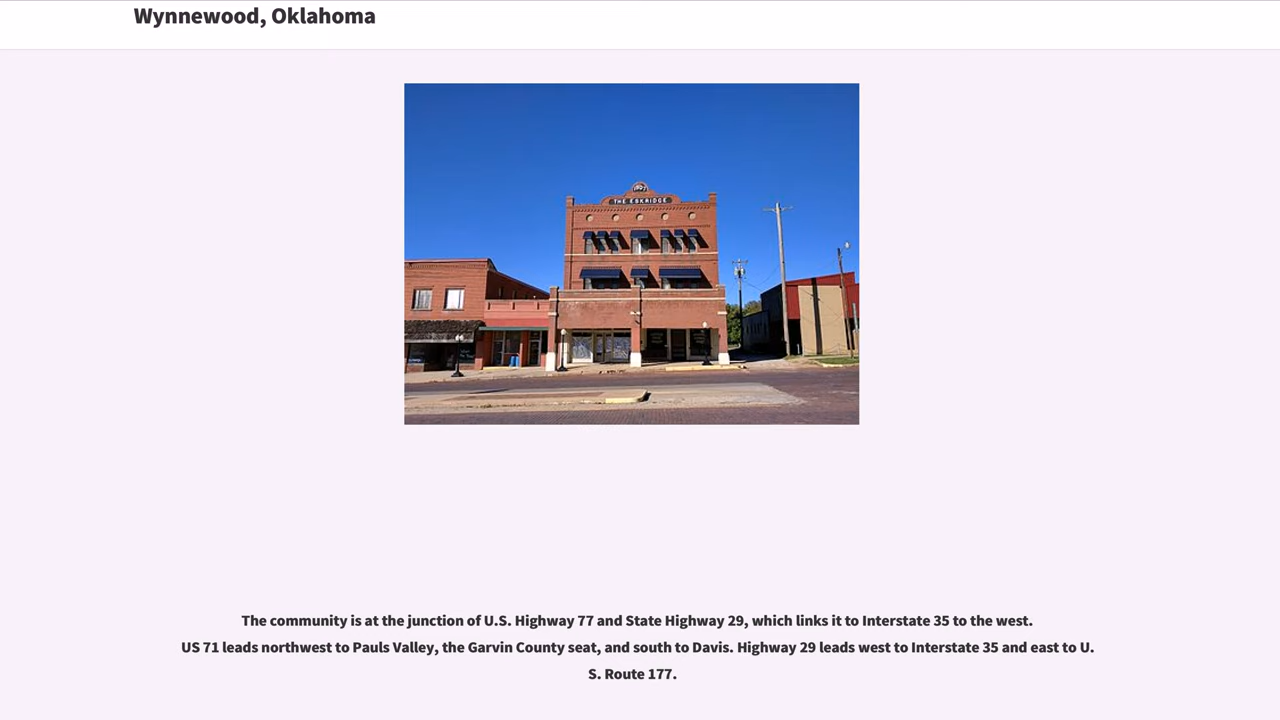 Wynnewood, Oklahoma
THE ESKRIDGE
The community is at the junction of U.S. Highway 77 and State Highway 29, which links it to Interstate 35 to the west.
US 71 leads northwest to Pauls Valley, the Garvin County seat, and south to Davis. Highway 29 leads west to Interstate 35 and east to U.
S. Route 177.